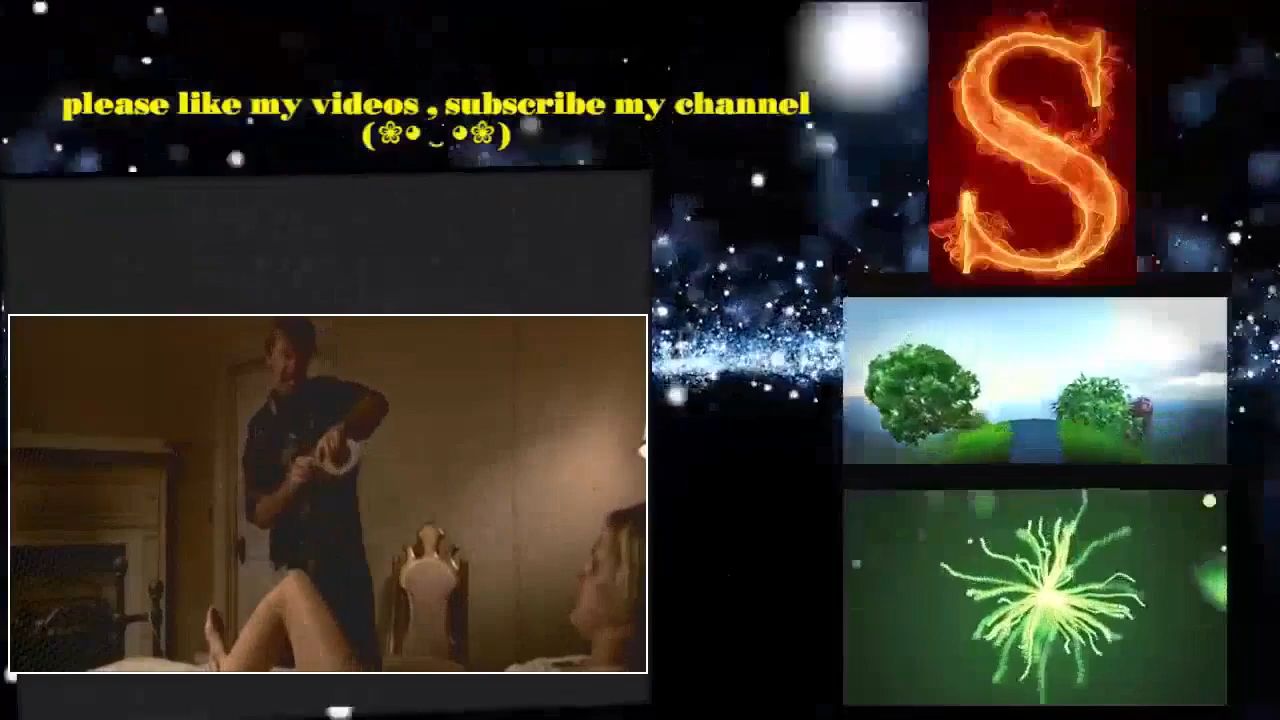 please like my videos , subscribe my channel
(❀◕ ‿ ◕❀)
S